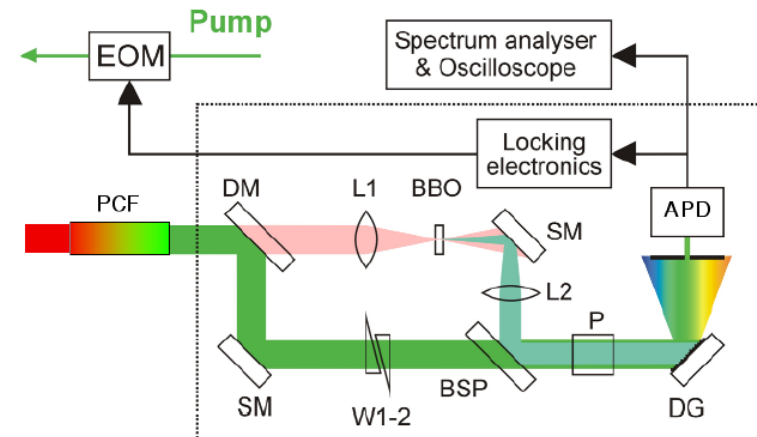 Pump
EOM
Spectrum analyser
& Oscilloscope
Locking
electronics
PCF
DM
L1
BBO
SM
APD
L2
P
SM
W1-2
BSP
DG